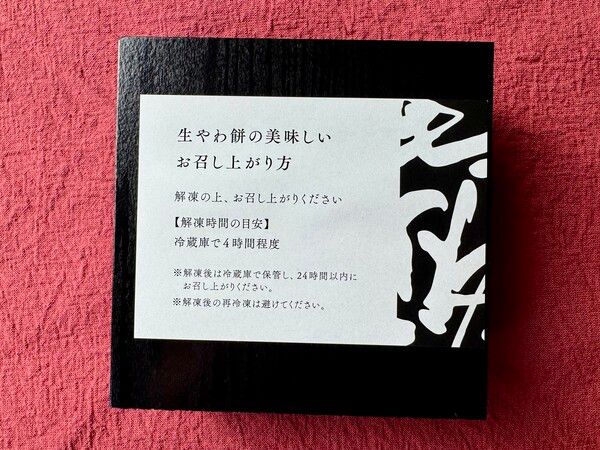 生やわ餅の美味しい
お召し上がり方
解凍の上、お召し上がりください
【解凍時間の目安】
冷蔵庫で4時間程度
※解凍後は冷蔵庫で保管し、24時間以内に
お召し上がりください。
※解凍後の再冷凍は避けてください。